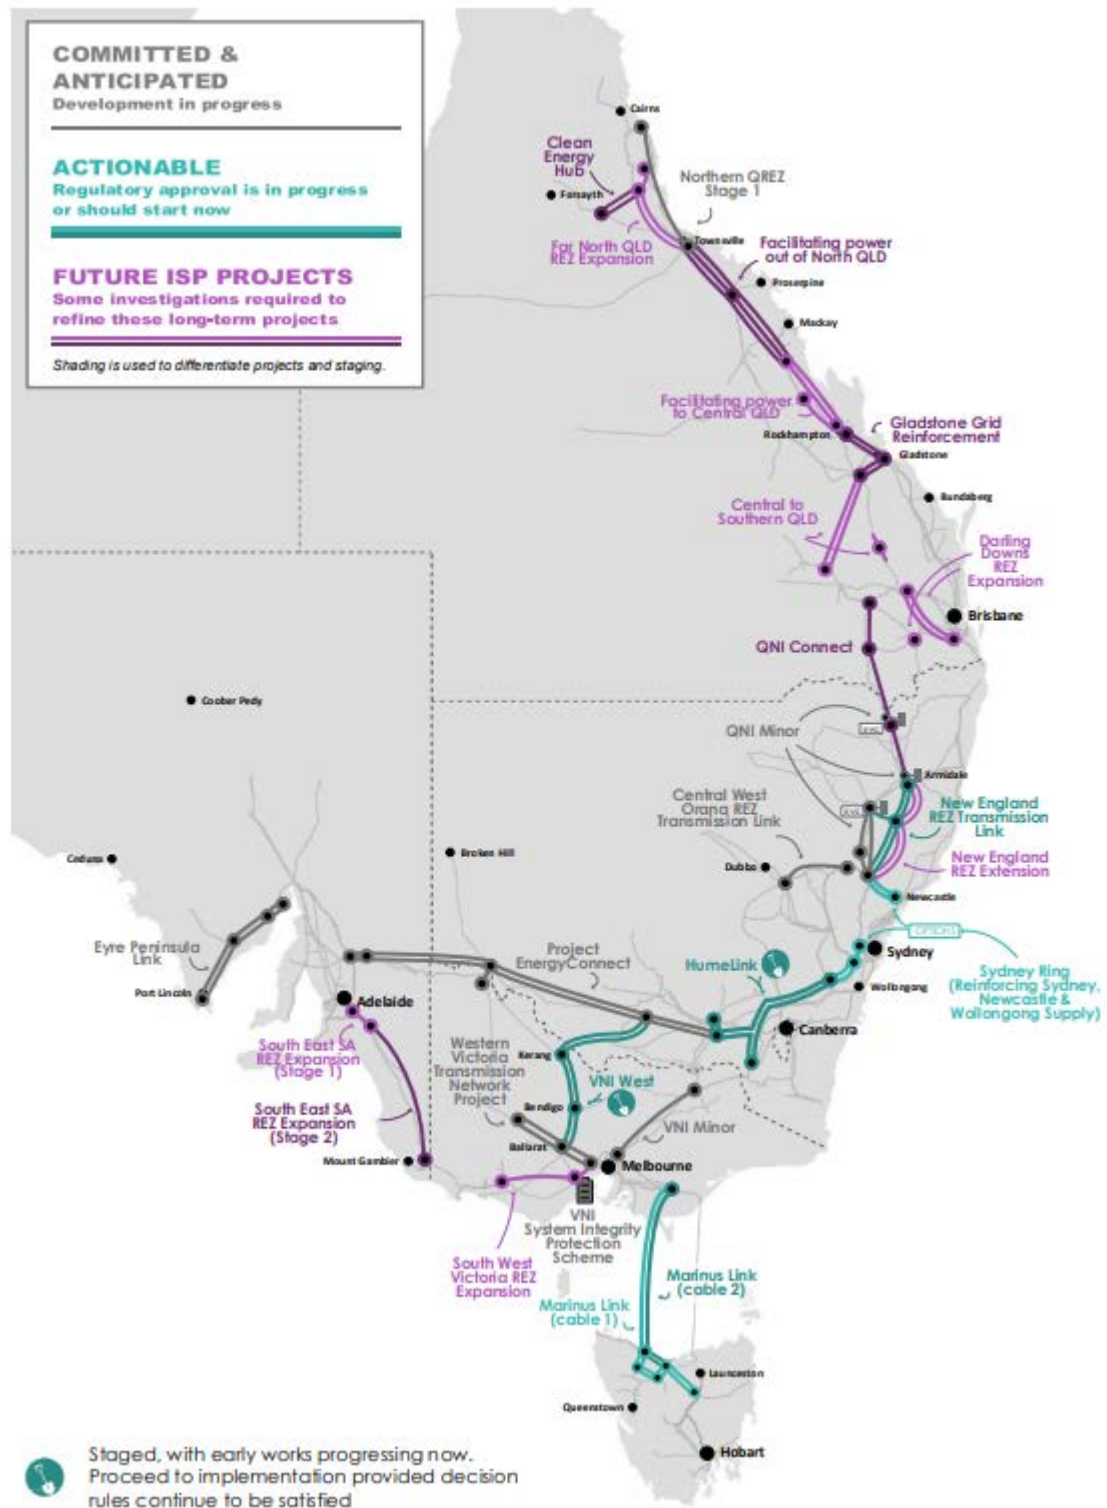 COMMITTED &
ANTICIPATED
Development in progress
ACTIONABLE
Regulatory approval is in progress
or should start now
FUTURE ISP PROJECTS
Some investigations required to
refine these long-term projects
Shading is used to differentiate projects and staging.
Cairns
Clean
Energy
Hub
Forsayth
Northern QREZ
Stage 1
Far North QLD
REZ Expansion
Townsville
Facilitating power
out of North QLD
Proserpine
Mackay
Facilitating power
to Central QLD
Rockhampton
Gladstone Grid
Reinforcement
Gladstone
Bundaberg
Central to
Southern QLD
Darling
Downs
REZ
Expansion
Brisbane
QNI Connect
Coober Pedy
QNI Minor
Armidale
Central West
Orana REZ
Transmission Link
New England
REZ Transmission
Link
New England
REZ Extension
Ceduna
Broken Hill
Dubbo
Newcastle
OPTIONS
Eyre Peninsula
Link
Project
EnergyConnect
HumeLink
Sydney
Sydney Ring
(Reinforcing Sydney,
Newcastle &
Wollongong Supply)
Port Lincoln
Adelaide
Wollongong
Canberra
South East SA
REZ Expansion
(Stage 1)
Western
Victoria
Transmission
Network
Project
Kerang
VNI West
South East SA
REZ Expansion
(Stage 2)
Bendigo
VNI Minor
Ballarat
Mount Gambier
Melbourne
VNI
System Integrity
Protection
Scheme
South West
Victoria REZ
Expansion
Marinus Link
(cable 2)
Marinus Link
(cable 1)
Launceston
Queenstown
Hobart
Staged, with early works progressing now.
Proceed to implementation provided decision
rules continue to be satisfied